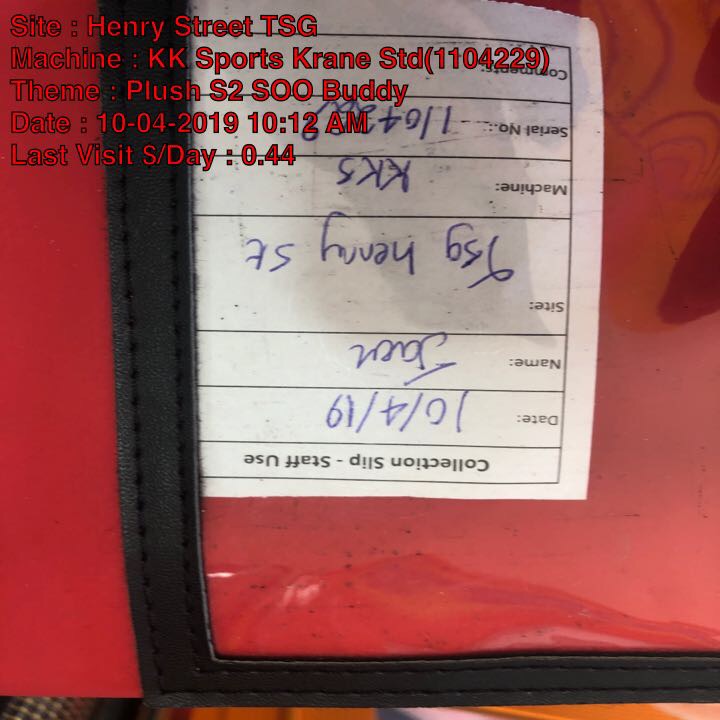 Site : Henry Street TSG
Machine : KK Sports Krane Std(1104229)
Theme : Plush S2 SOO Buddy
Date : 10-04-2019 10:12 AM
Last Visit S/Day : 0.44
Collection Slip - Staff Use
Date: 10/4/19
Name:
Site: Tsg henry St
Machine: KKS
Serial No.:
Comments: